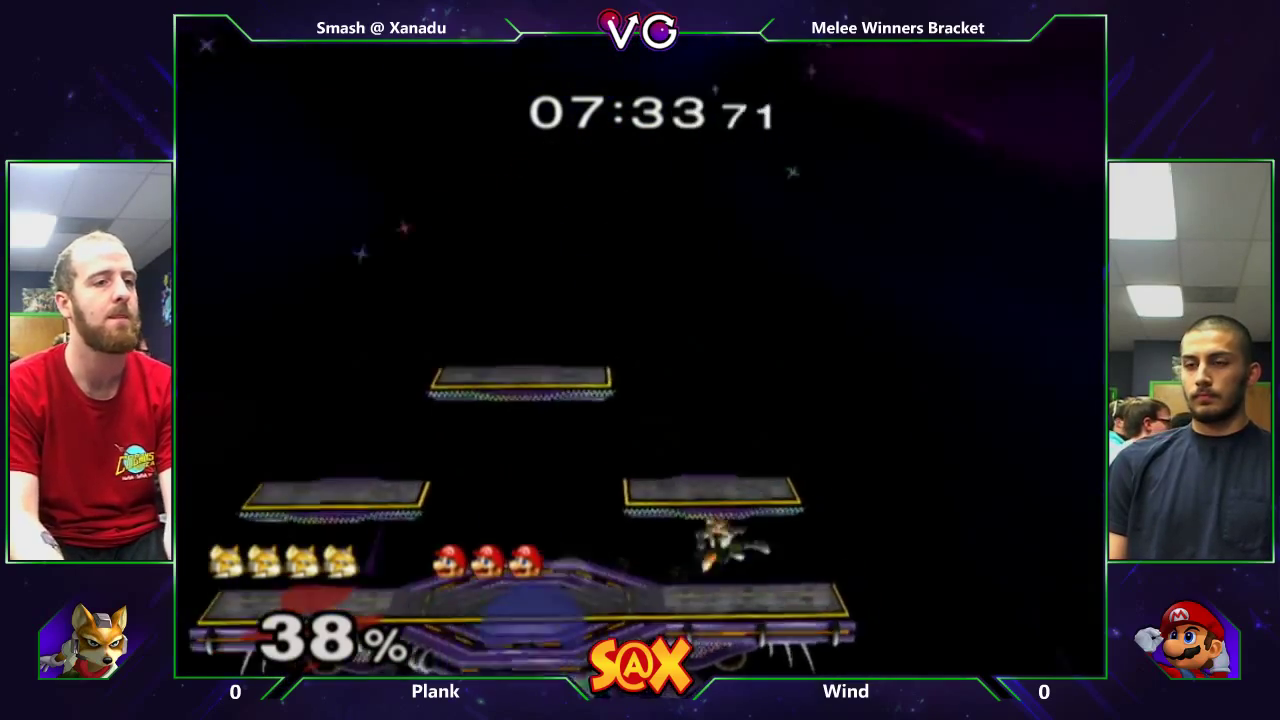 Smash @ Xanadu
VG
Melee Winners Bracket
07:33 71
38%
S@X
0
Plank
Wind
0